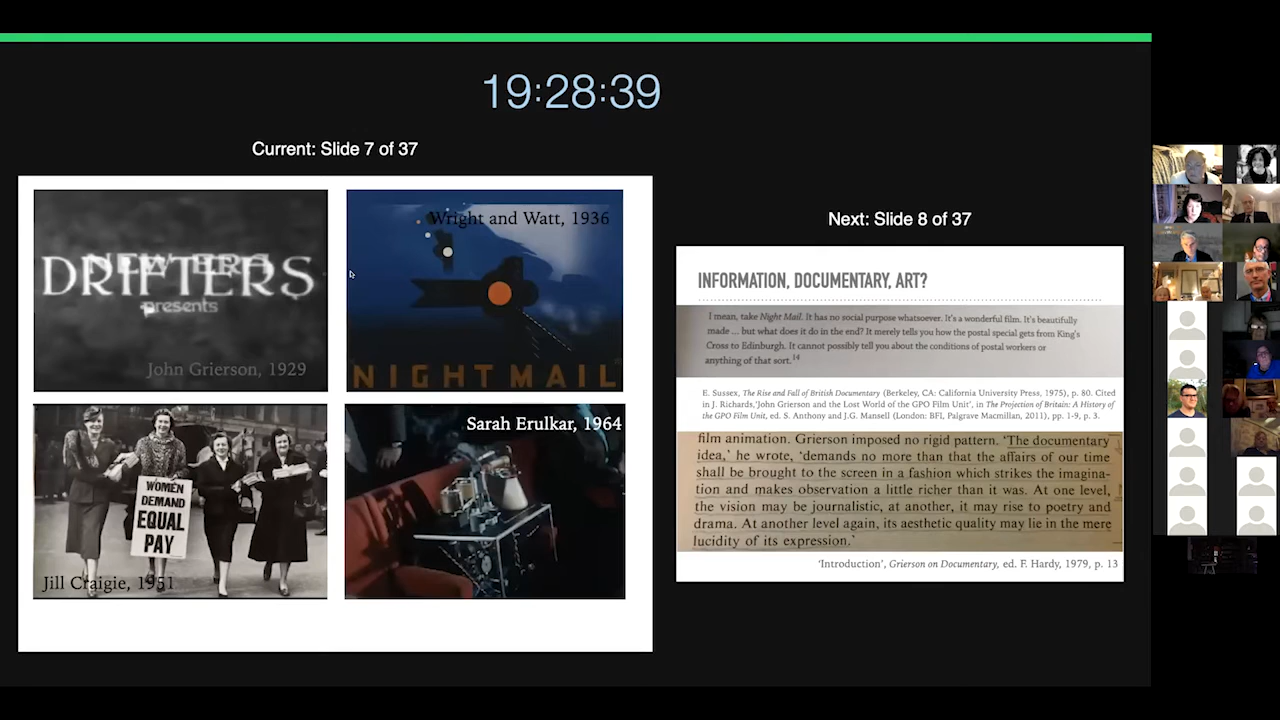 19:28:39
Current: Slide 7 of 37
NEW ERA
DRIFTERS
presents
John Grierson, 1929
Wright and Watt, 1936
NIGHT MAIL
WOMEN
DEMAND
EQUAL
PAY
Jill Craigie, 1951
Sarah Erulkar, 1964
Next: Slide 8 of 37
INFORMATION, DOCUMENTARY, ART?
I mean, take Night Mail. It has no social purpose whatsoever. It's a wonderful film. It's beautifully
made ... but what does it do in the end? It merely tells you how the postal special gets from King's
Cross to Edinburgh. It cannot possibly tell you about the conditions of postal workers or
anything of that sort.14
E. Sussex, The Rise and Fall of British Documentary (Berkeley, CA: California University Press, 1975), p. 80. Cited
in J. Richards,'John Grierson and the Lost World of the GPO Film Unit', in The Projection of Britain: A History of
the GPO Film Unit, ed. S. Anthony and J.G. Mansell (London: BFI, Palgrave Macmillan, 2011), pp. 1-9, p. 3.
film animation. Grierson imposed no rigid pattern. 'The documentary
idea,' he wrote, 'demands no more than that the affairs of our time
shall be brought to the screen in a fashion which strikes the imagina-
tion and makes observation a little richer than it was. At one level,
the vision may be journalistic, at another, it may rise to poetry and
drama. At another level again, its aesthetic quality may lie in the mere
lucidity of its expression.'
'Introduction', Grierson on Documentary, ed. F. Hardy, 1979, p. 13